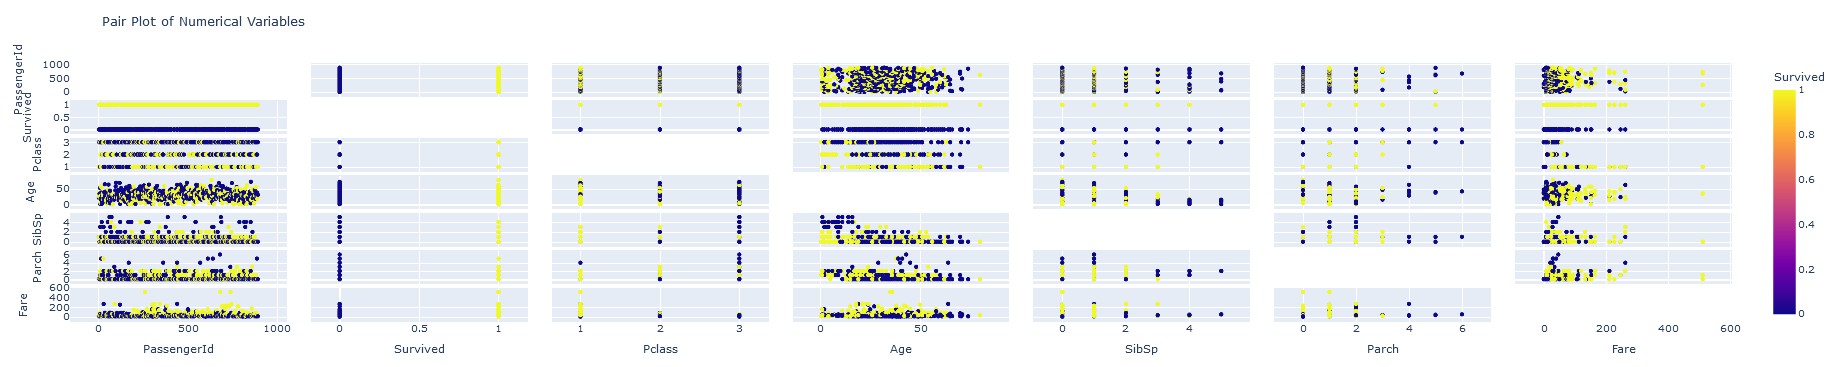 Pair Plot of Numerical Variables
PassengerId
1000
500
0
Survived
1
0.5
0
Pclass
3
2
1
Age
50
0
SibSp
4
2
0
Parch
6
4
2
0
Fare
600
400
200
0
0 500 1000
0 0.5 1
1 2 3
0 50
0 2 4
0 2 4 6
0 200 400 600
PassengerId Survived Pclass Age SibSp Parch Fare
Survived
1
0.8
0.6
0.4
0.2
0